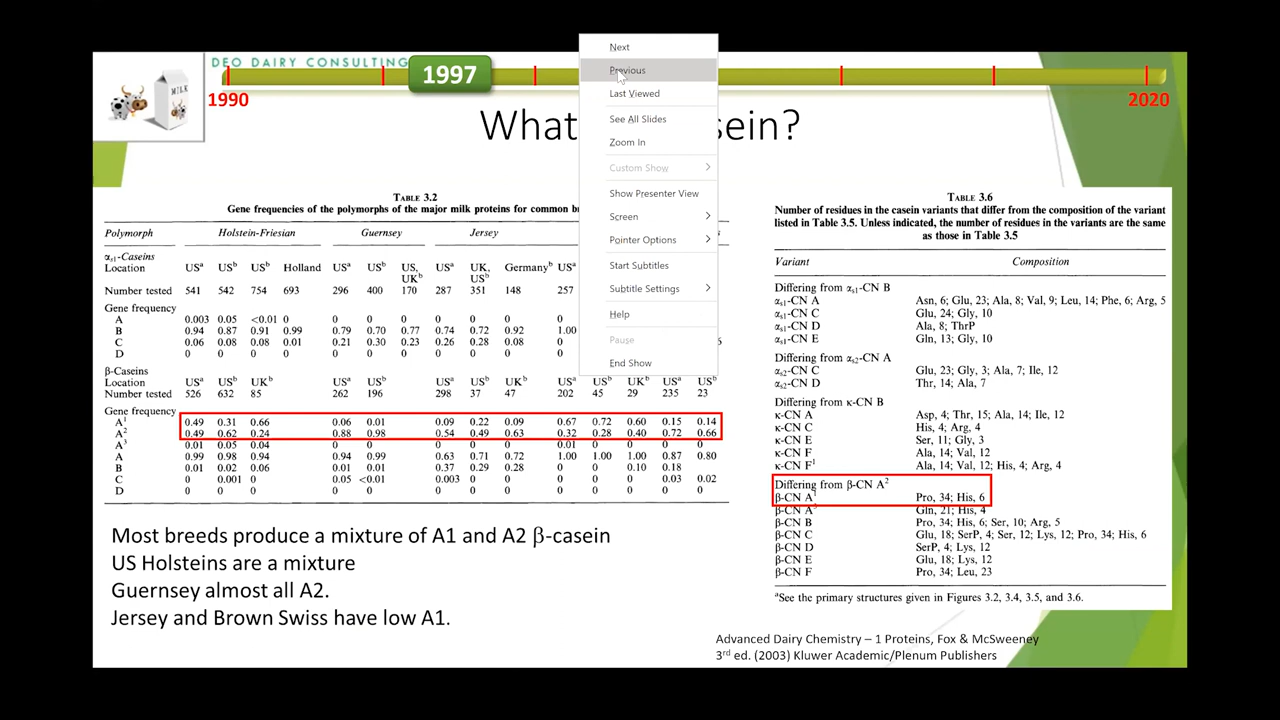 DEO DAIRY CONSULTING
MILK
1990
1997
2020
What
sein?
Next
Previous
Last Viewed
See All Slides
Zoom In
Custom Show
Show Presenter View
Screen
Pointer Options
Start Subtitles
Subtitle Settings
Help
Pause
End Show
TABLE 3.2
Gene frequencies of the polymorphs of the major milk proteins for common
Polymorph Holstein-Friesian Guernsey Jersey
αs1-Caseins
Location USᵃ USᵇ USᵇ Holland USᵃ USᵇ US, UKᵇ USᵃ UK, USᵇ Germanyᵇ USᵃ
Number tested 541 542 754 693 296 400 170 287 351 148 257
Gene frequency
A 0.003 0.05 <0.01 0 0 0 0 0 0 0 0
B 0.94 0.87 0.91 0.99 0.79 0.70 0.77 0.74 0.72 0.92 1.00
C 0.06 0.08 0.08 0.01 0.21 0.30 0.23 0.26 0.28 0.08 0
D 0 0 0 0 0 0 0 0 0 0 0
β-Caseins
Location USᵃ USᵇ UKᵇ USᵃ USᵇ USᵃ USᵇ UKᵇ USᵃ USᵇ UKᵇ USᵃ USᵇ
Number tested 526 632 85 262 196 298 37 47 202 45 29 235 23
Gene frequency
A¹ 0.49 0.31 0.66 0.06 0.01 0.09 0.22 0.09 0.67 0.72 0.60 0.15 0.14
A² 0.49 0.62 0.24 0.88 0.98 0.54 0.49 0.63 0.32 0.28 0.40 0.72 0.66
A³ 0.01 0.05 0.04 0 0 0 0 0 0.01 0 0 0 0
A 0.99 0.98 0.94 0.94 0.99 0.63 0.71 0.72 1.00 1.00 1.00 0.87 0.80
B 0.01 0.02 0.06 0.01 0.01 0.37 0.29 0.28 0 0 0.10 0.18
C 0 0.001 0 0.05 <0.01 0.003 0 0 0 0 0 0.03 0.02
D 0 0 0 0 0 0 0 0 0 0 0 0 0
TABLE 3.6
Number of residues in the casein variants that differ from the composition of the variant
listed in Table 3.5. Unless indicated, the number of residues in the variants are the same
as those in Table 3.5
Variant Composition
Differing from αs1-CN B
αs1-CN A Asn, 6; Glu, 23; Ala, 8; Val, 9; Leu, 14; Phe, 6; Arg, 5
αs1-CN C Glu, 24; Gly, 10
αs1-CN D Ala, 8; ThrP
αs1-CN E Gln, 13; Gly, 10
Differing from αs2-CN A
αs2-CN C Glu, 23; Gly, 3; Ala, 7; Ile, 12
αs2-CN D Thr, 14; Ala, 7
Differing from κ-CN B
κ-CN A Asp, 4; Thr, 15; Ala, 14; Ile, 12
κ-CN C His, 4; Arg, 4
κ-CN E Ser, 11; Gly, 3
κ-CN F Ala, 14; Val, 12
κ-CN F¹ Ala, 14; Val, 12; His, 4; Arg, 4
Differing from β-CN A²
β-CN A¹ Pro, 34; His, 6
β-CN A³ Gln, 21; His, 4
β-CN B Pro, 34; His, 6; Ser, 10; Arg, 5
β-CN C Glu, 18; SerP, 4; Ser, 12; Lys, 12; Pro, 34; His, 6
β-CN D SerP, 4; Lys, 12
β-CN E Glu, 18; Lys, 12
β-CN F Pro, 34; Leu, 23
ᵃSee the primary structures given in Figures 3.2, 3.4, 3.5, and 3.6.
Most breeds produce a mixture of A1 and A2 β-casein
US Holsteins are a mixture
Guernsey almost all A2.
Jersey and Brown Swiss have low A1.
Advanced Dairy Chemistry – 1 Proteins, Fox & McSweeney
3rd ed. (2003) Kluwer Academic/Plenum Publishers